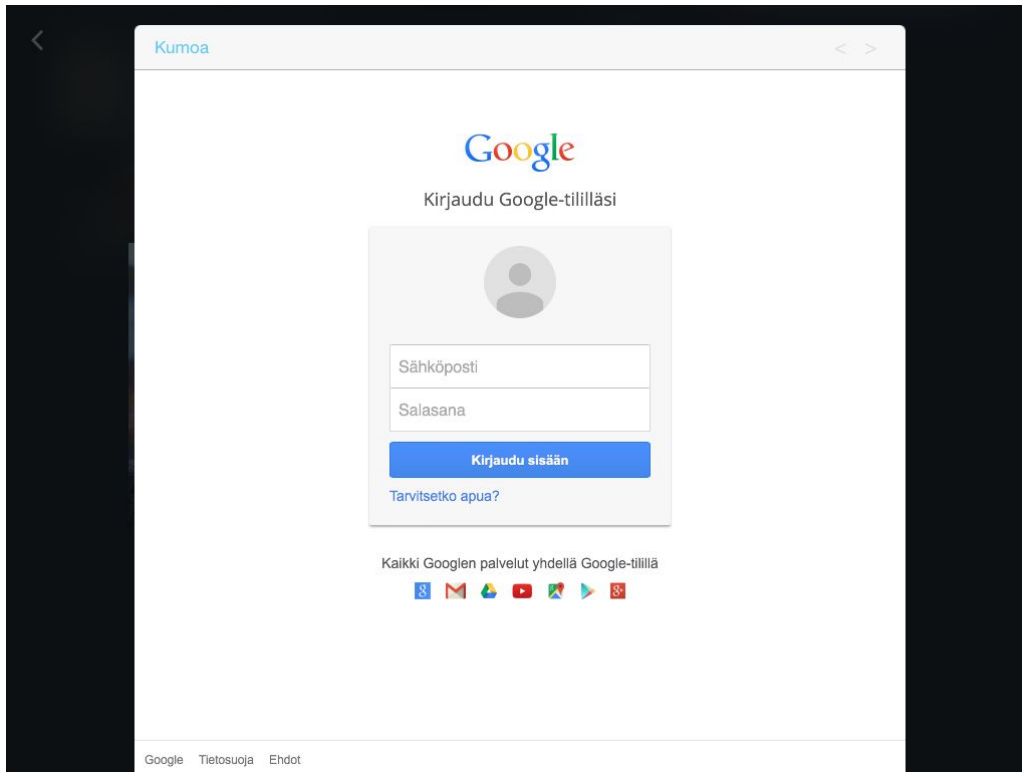 Kumoa < >
Google
Kirjaudu Google-tililläsi
Sähköposti
Salasana
Kirjaudu sisään
Tarvitsetko apua?
Kaikki Googlen palvelut yhdellä Google-tilillä
Google Tietosuoja Ehdot